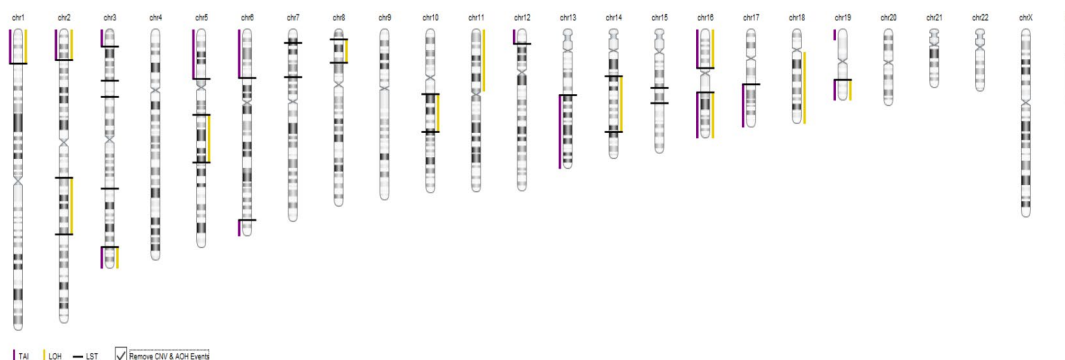 chr1 chr2 chr3 chr4 chr5 chr6 chr7 chr8 chr9 chr10 chr11 chr12 chr13 chr14 chr15 chr16 chr17 chr18 chr19 chr20 chr21 chr22 chrX
TAI LOH LST Remove CNV & AOH Events